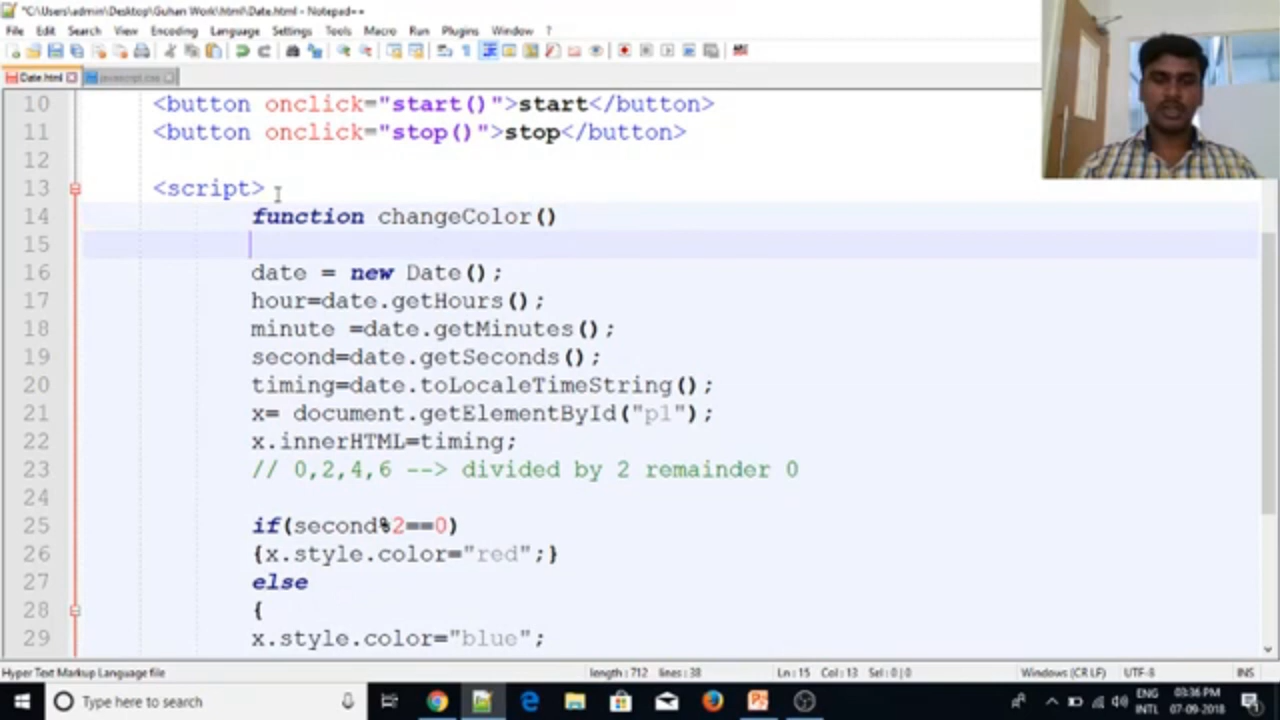 *C:\Users\admin\Desktop\Guhan Work\html\Date.html - Notepad++
File Edit Search View Encoding Language Settings Tools Macro Run Plugins Window ?
Date.html javascript.css
10 <button onclick="start()">start</button>
11 <button onclick="stop()">stop</button>
12
13 <script>
14 function changeColor()
15
16 date = new Date();
17 hour=date.getHours();
18 minute =date.getMinutes();
19 second=date.getSeconds();
20 timing=date.toLocaleTimeString();
21 x= document.getElementById("p1");
22 x.innerHTML=timing;
23 // 0,2,4,6 --> divided by 2 remainder 0
24
25 if(second%2==0)
26 {x.style.color="red";}
27 else
28 {
29 x.style.color="blue";
Hyper Text Markup Language file length : 712 lines : 38 Ln : 15 Col : 13 Sel : 0 | 0 Windows (CR LF) UTF-8 INS
Type here to search
ENG 03:36 PM
INTL 07-09-2018